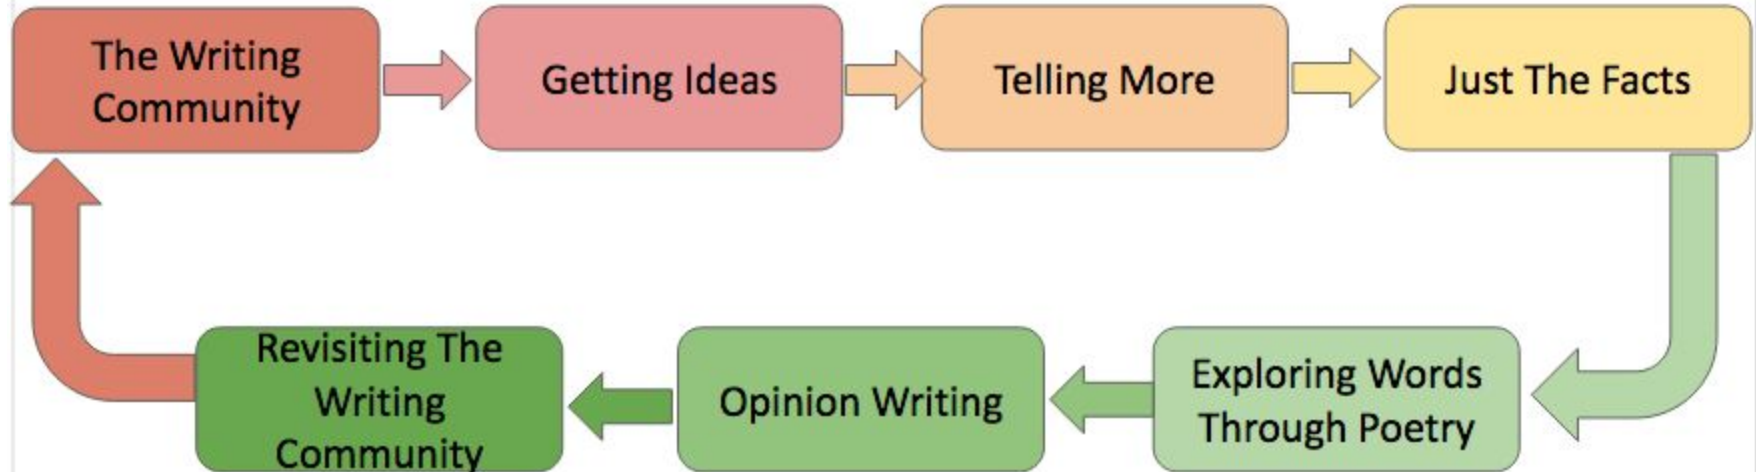 The Writing
Community
Getting Ideas
Telling More
Just The Facts
Exploring Words
Through Poetry
Opinion Writing
Revisiting The
Writing
Community